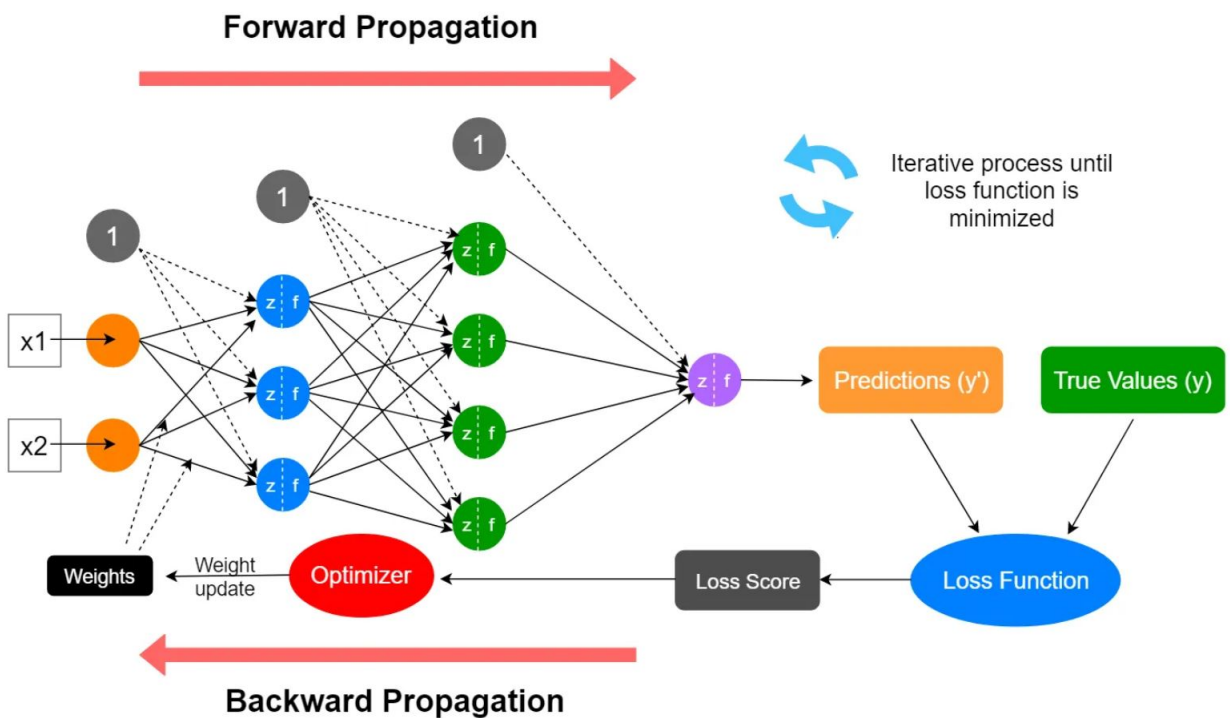 Forward Propagation
1
1
1
Iterative process until
loss function is
minimized
z f
z f
z f
z f
z f
z f
z f
z f
x1
x2
Predictions (y')
True Values (y)
Weights
Weight
update
Optimizer
Loss Score
Loss Function
Backward Propagation